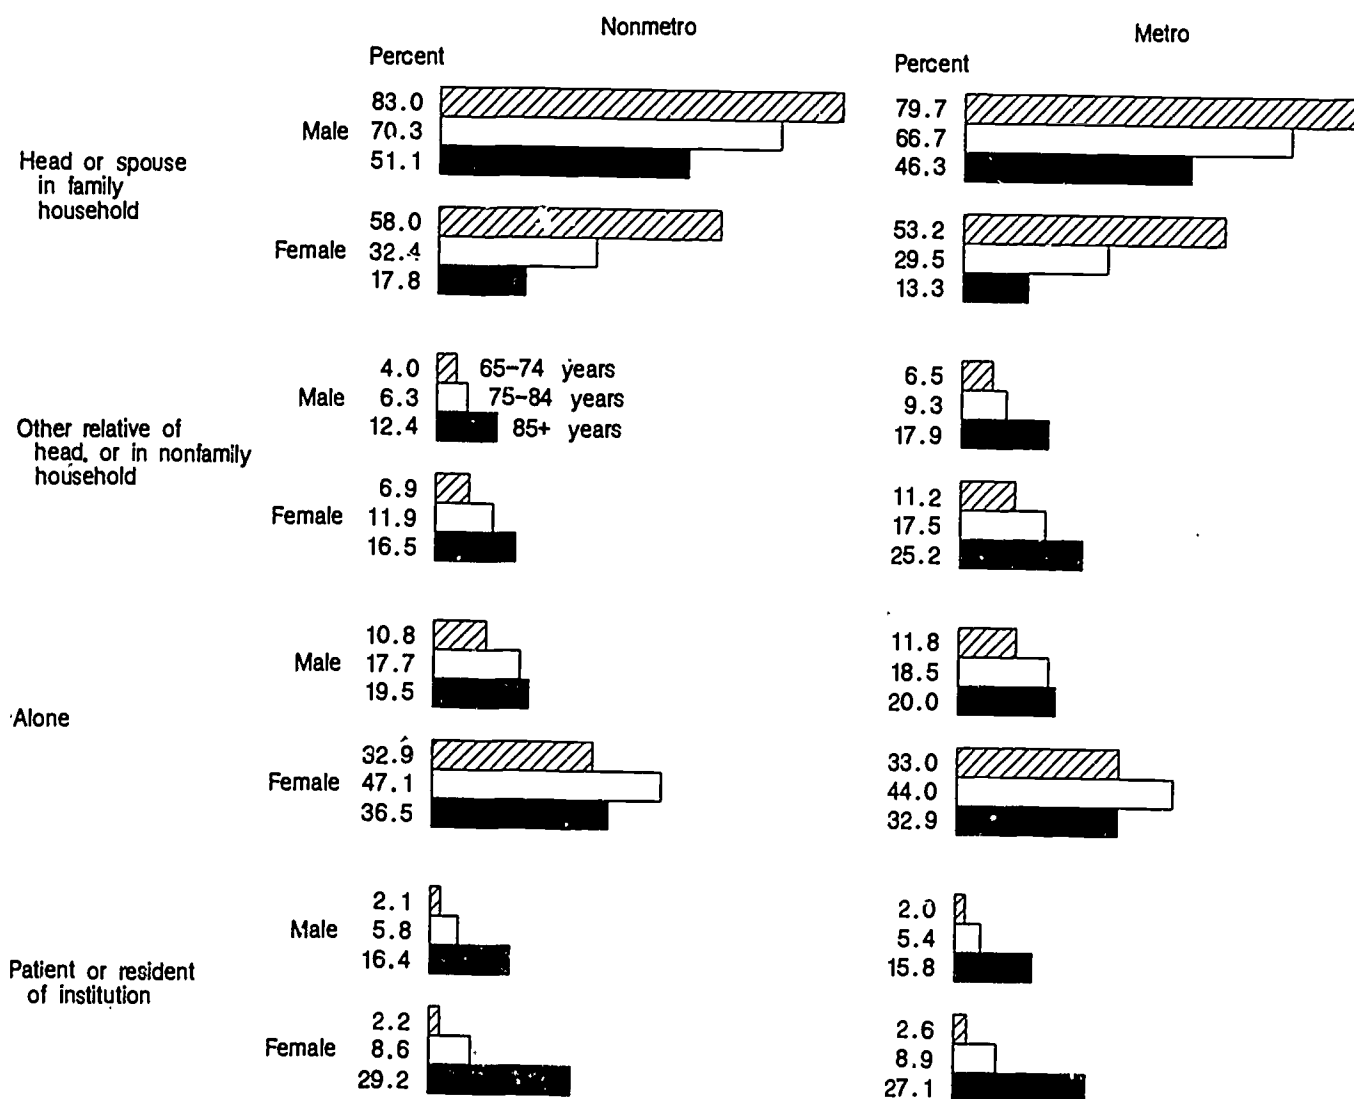 Nonmetro
Metro
Percent
Percent
Head or spouse
in family
household
Male
83.0
70.3
51.1
79.7
66.7
46.3
Female
58.0
32.4
17.8
53.2
29.5
13.3
Other relative of
head, or in nonfamily
household
Male
4.0 65-74 years
6.3 75-84 years
12.4 85+ years
6.5
9.3
17.9
Female
6.9
11.9
16.5
11.2
17.5
25.2
Alone
Male
10.8
17.7
19.5
11.8
18.5
20.0
Female
32.9
47.1
36.5
33.0
44.0
32.9
Patient or resident
of institution
Male
2.1
5.8
16.4
2.0
5.4
15.8
Female
2.2
8.6
29.2
2.6
8.9
27.1